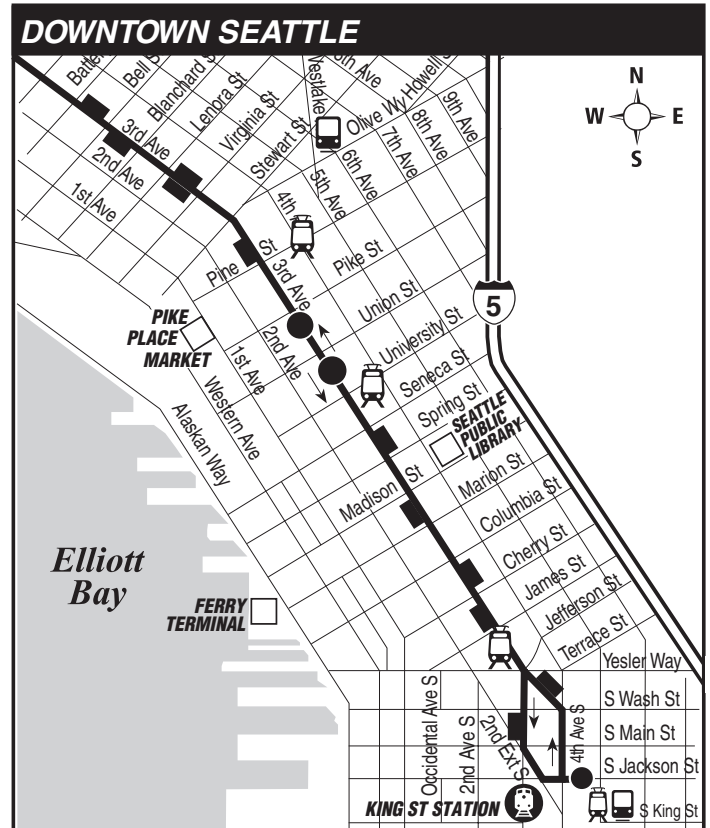 DOWNTOWN SEATTLE
Bell St
Blanchard St
Lenora St
Virginia St
Stewart St
Westlake
Olive Wy
Howell St
6th Ave
7th Ave
8th Ave
9th Ave
5th Ave
4th
3rd Ave
2nd Ave
1st Ave
N
W
E
S
Pine St
Pike St
3rd Ave
Union St
5
PIKE
PLACE
MARKET
2nd Ave
1st Ave
University St
Seneca St
Spring St
Western Ave
Alaskan Way
SEATTLE
PUBLIC
LIBRARY
Madison St
Marion St
Columbia St
Cherry St
James St
Jefferson St
Terrace St
Elliott
Bay
FERRY
TERMINAL
Yesler Way
S Wash St
S Main St
S Jackson St
S King St
Occidental Ave S
2nd Ave S
2nd Ext S
4th Ave S
KING ST STATION